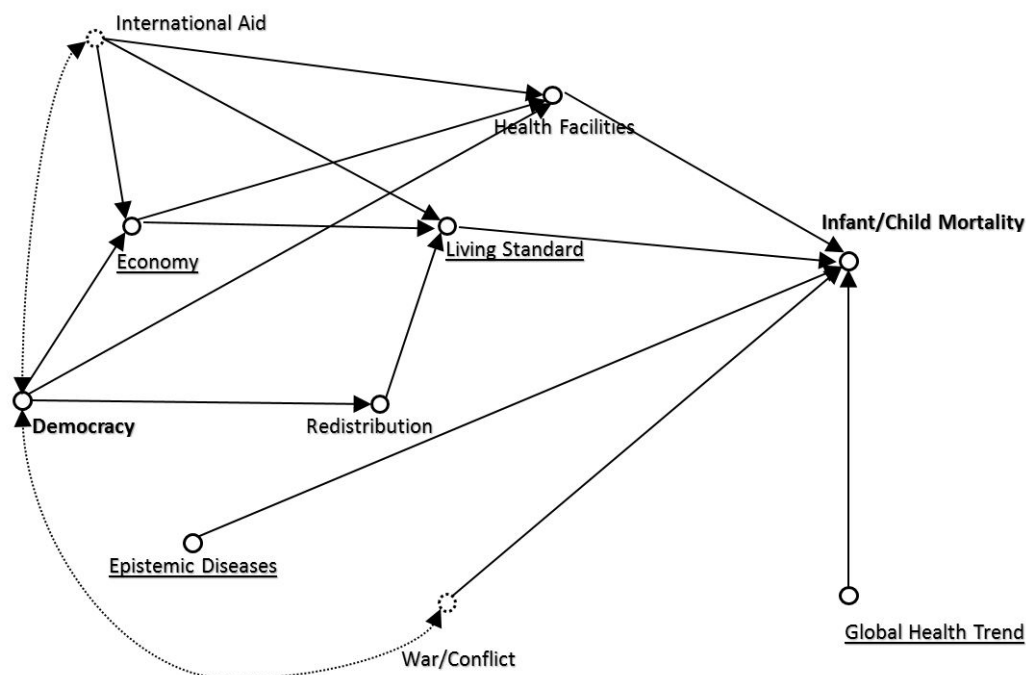 International Aid
Health Facilities
Infant/Child Mortality
Economy
Living Standard
Democracy
Redistribution
Epistemic Diseases
War/Conflict
Global Health Trend